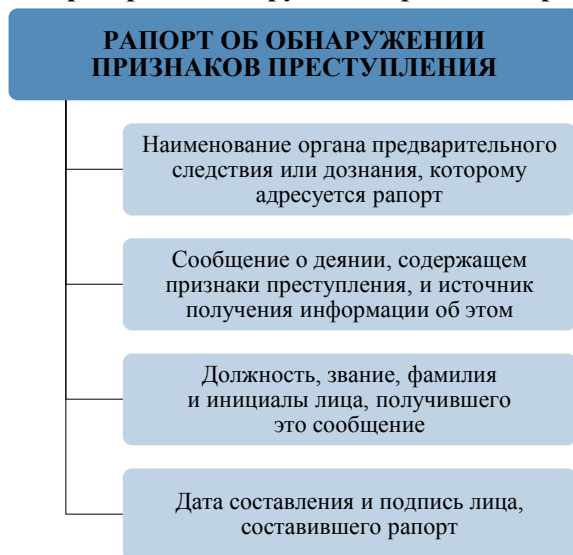 РАПОРТ ОБ ОБНАРУЖЕНИИ
ПРИЗНАКОВ ПРЕСТУПЛЕНИЯ
Наименование органа предварительного
следствия или дознания, которому
адресуется рапорт
Сообщение о деянии, содержащем
признаки преступления, и источник
получения информации об этом
Должность, звание, фамилия
и инициалы лица, получившего
это сообщение
Дата составления и подпись лица,
составившего рапорт